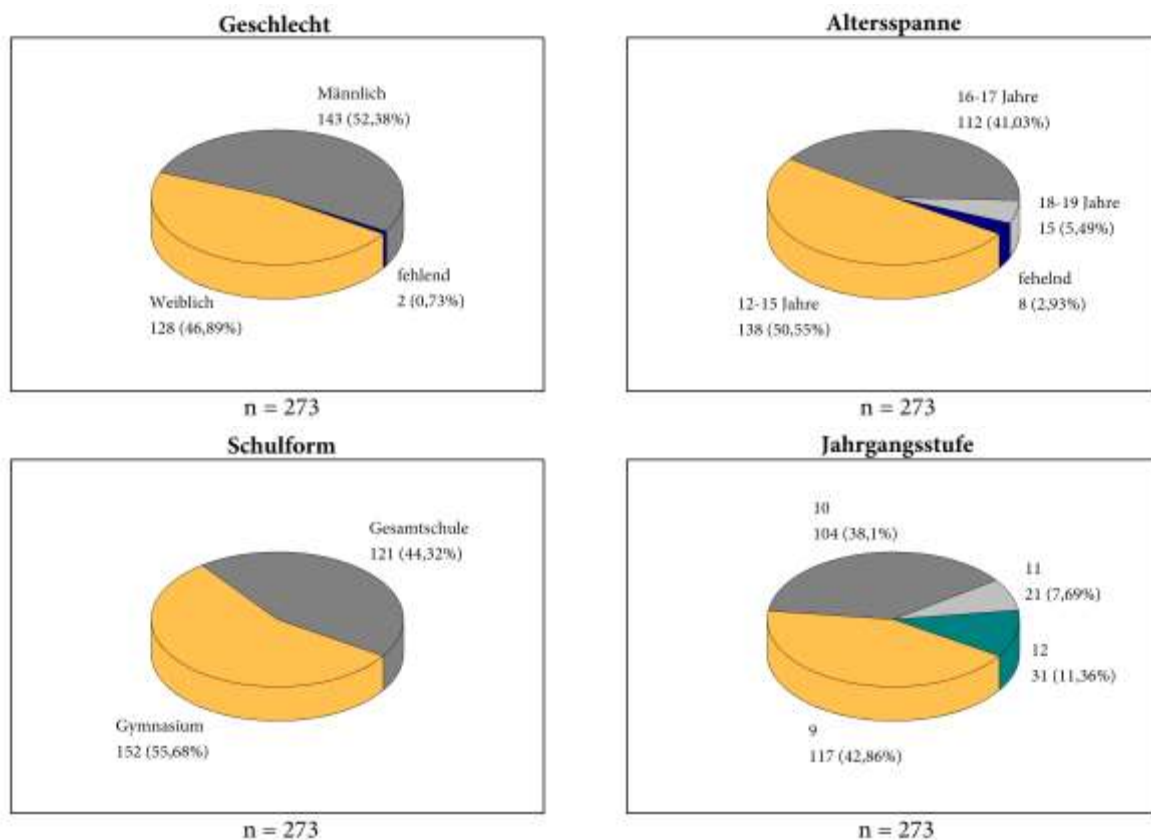 Geschlecht
Männlich
143 (52,38%)
fehlend
2 (0,73%)
Weiblich
128 (46,89%)
n = 273
Altersspanne
16-17 Jahre
112 (41,03%)
18-19 Jahre
15 (5,49%)
fehelnd
8 (2,93%)
12-15 Jahre
138 (50,55%)
n = 273
Schulform
Gesamtschule
121 (44,32%)
Gymnasium
152 (55,68%)
n = 273
Jahrgangsstufe
10
104 (38,1%)
11
21 (7,69%)
12
31 (11,36%)
9
117 (42,86%)
n = 273